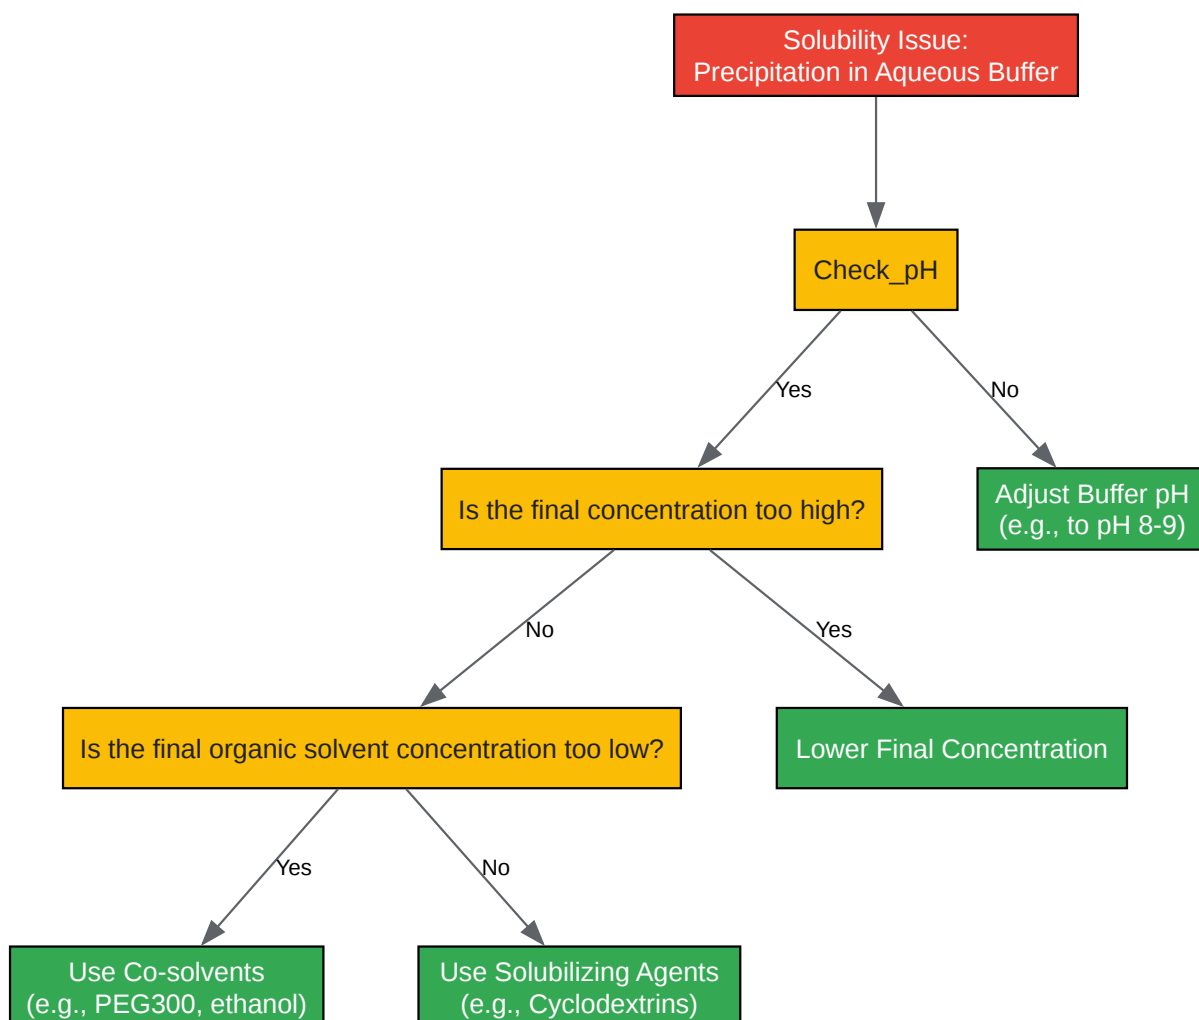 Solubility Issue:
Precipitation in Aqueous Buffer
Check_pH
Yes
No
Is the final concentration too high?
Adjust Buffer pH
(e.g., to pH 8-9)
No
Yes
Is the final organic solvent concentration too low?
Lower Final Concentration
Yes
No
Use Co-solvents
(e.g., PEG300, ethanol)
Use Solubilizing Agents
(e.g., Cyclodextrins)